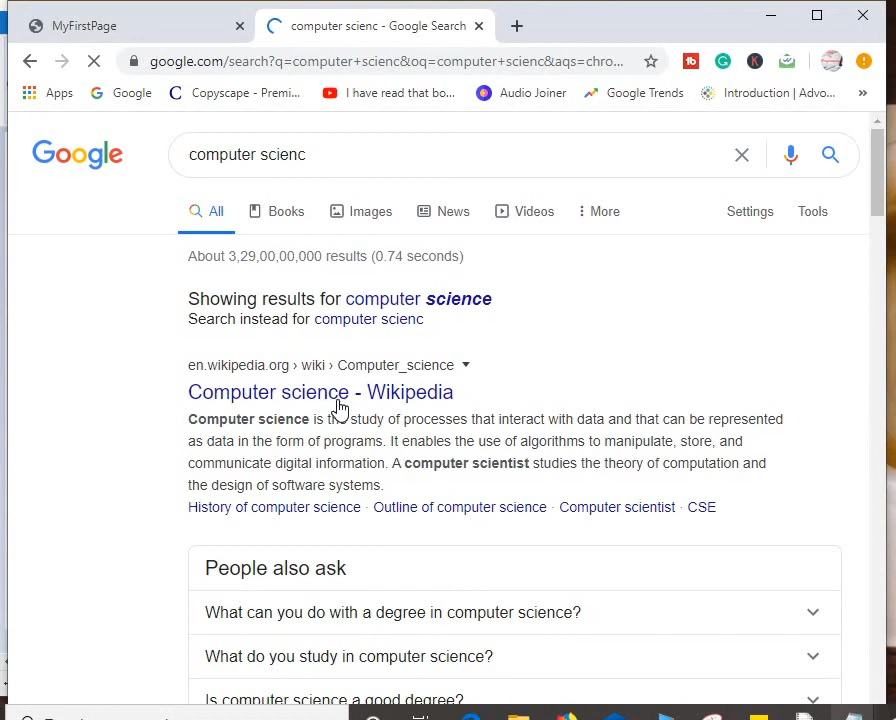 MyFirstPage
computer scienc - Google Search
google.com/search?q=computer+scienc&oq=computer+scienc&aqs=chro...
Apps Google Copyscape - Premi... I have read that bo... Audio Joiner Google Trends Introduction | Advo... »
Google
computer scienc
All Books Images News Videos More Settings Tools
About 3,29,00,00,000 results (0.74 seconds)
Showing results for computer science
Search instead for computer scienc
en.wikipedia.org › wiki › Computer_science
Computer science - Wikipedia
Computer science is the study of processes that interact with data and that can be represented
as data in the form of programs. It enables the use of algorithms to manipulate, store, and
communicate digital information. A computer scientist studies the theory of computation and
the design of software systems.
History of computer science · Outline of computer science · Computer scientist · CSE
People also ask
What can you do with a degree in computer science?
What do you study in computer science?
Is computer science a good degree?